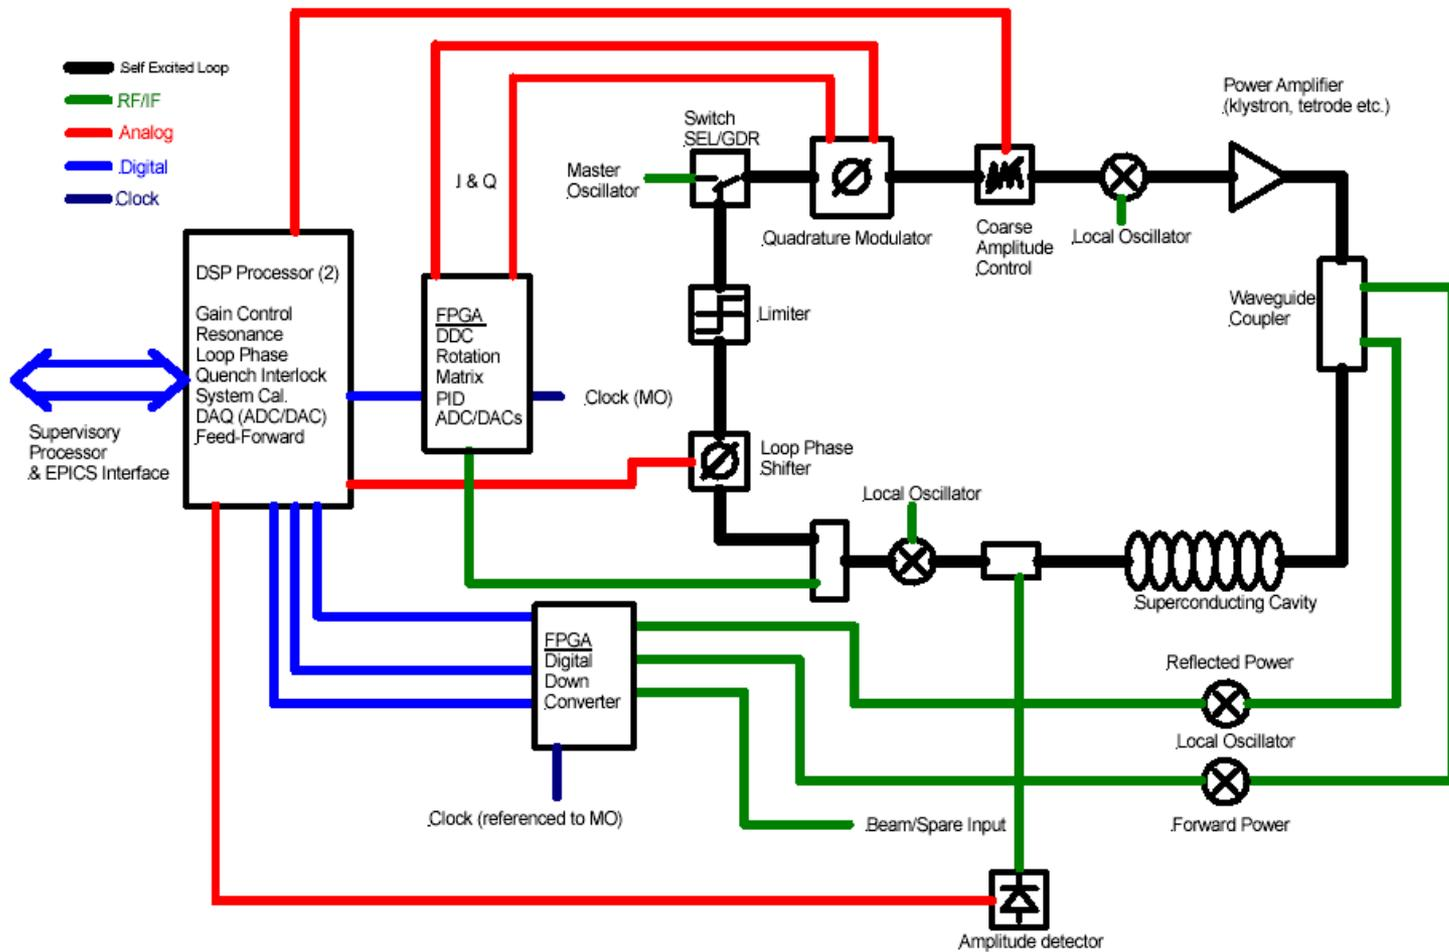 Self Excited Loop
RF/IF
Analog
Digital
Clock
Power Amplifier
(klystron, tetrode etc.)
Switch
SEL/GDR
Master
Oscillator
I & Q
Quadrature Modulator
Coarse
Amplitude
Control
Local Oscillator
DSP Processor (2)
Gain Control
Resonance
Loop Phase
Quench Interlock
System Cal.
DAQ (ADC/DAC)
Feed-Forward
FPGA
DDC
Rotation
Matrix
PID
ADC/DACs
Limiter
Waveguide
Coupler
Clock (MO)
Supervisory
Processor
& EPICS Interface
Loop Phase
Shifter
Local Oscillator
Superconducting Cavity
FPGA
Digital
Down
Converter
Reflected Power
Local Oscillator
Clock (referenced to MO)
Beam/Spare Input
Forward Power
Amplitude detector